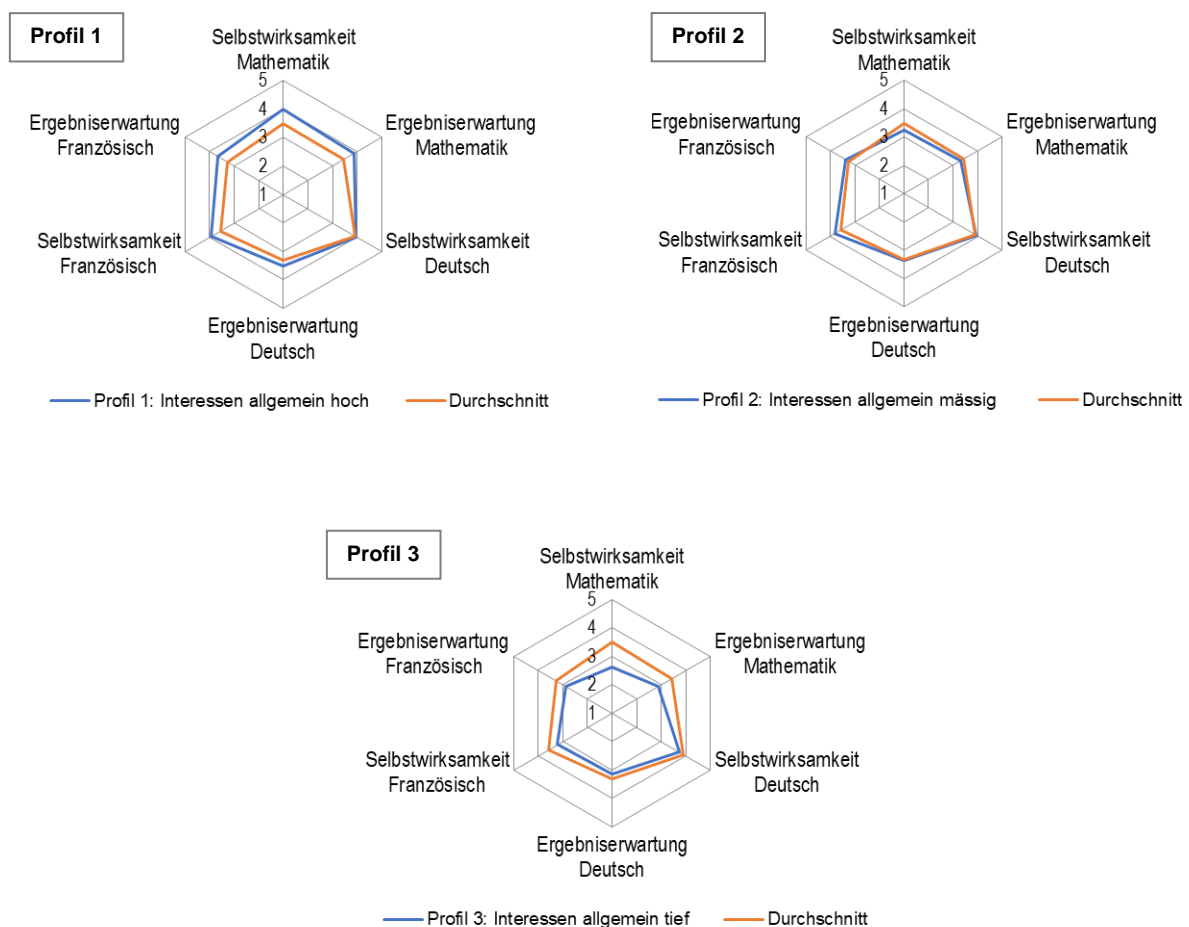 Profil 1
Selbstwirksamkeit
Mathematik
5
4
3
2
1
Ergebniserwartung
Mathematik
Selbstwirksamkeit
Deutsch
Ergebniserwartung
Deutsch
Selbstwirksamkeit
Französisch
Ergebniserwartung
Französisch
Profil 1: Interessen allgemein hoch
Durchschnitt
Profil 2
Selbstwirksamkeit
Mathematik
5
4
3
2
1
Ergebniserwartung
Mathematik
Selbstwirksamkeit
Deutsch
Ergebniserwartung
Deutsch
Selbstwirksamkeit
Französisch
Ergebniserwartung
Französisch
Profil 2: Interessen allgemein mässig
Durchschnitt
Profil 3
Selbstwirksamkeit
Mathematik
5
4
3
2
1
Ergebniserwartung
Mathematik
Selbstwirksamkeit
Deutsch
Ergebniserwartung
Deutsch
Selbstwirksamkeit
Französisch
Ergebniserwartung
Französisch
Profil 3: Interessen allgemein tief
Durchschnitt